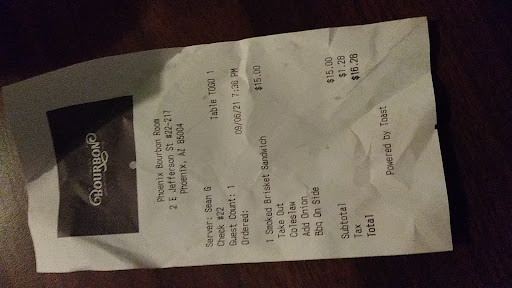 BOURBON
Phoenix Bourbon Room
2 E Jefferson St #22-217
Phoenix, AZ 85004
Server: Sean G
Check #22 Table TOGO 1
Guest Count: 1
Ordered: 09/06/21 7:36 PM
1 Smoked Brisket Sandwich $15.00
Take Out
Coleslaw
Add Onion
Bbq On Side
Subtotal $15.00
Tax $1.28
Total $16.28
Powered by Toast